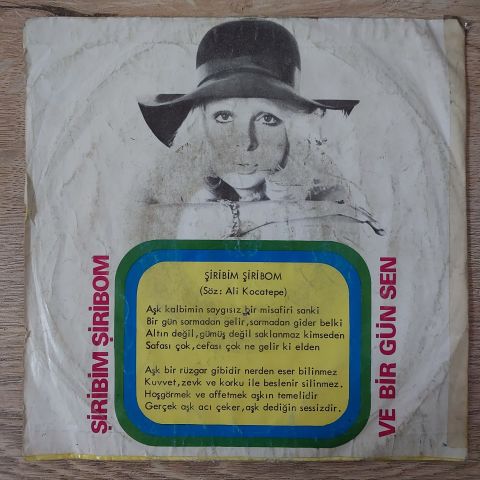 ŞİRİBİM ŞİRİBOM
VE BİR GÜN SEN
ŞİRİBİM ŞİRİBOM
(Söz: Ali Kocatepe)
Aşk kalbimin saygısız bir misafiri sanki
Bir gün sormadan gelir,sormadan gider belki
Altın değil,gümüş değil saklanmaz kimseden
Safası çok,cefası çok ne gelir ki elden
Aşk bir rüzgar gibidir nerden eser bilinmez
Kuvvet,zevk ve korku ile beslenir silinmez.
Hoşgörmek ve affetmek aşkın temelidir
Gerçek aşk acı çeker,aşk dediğin sessizdir.